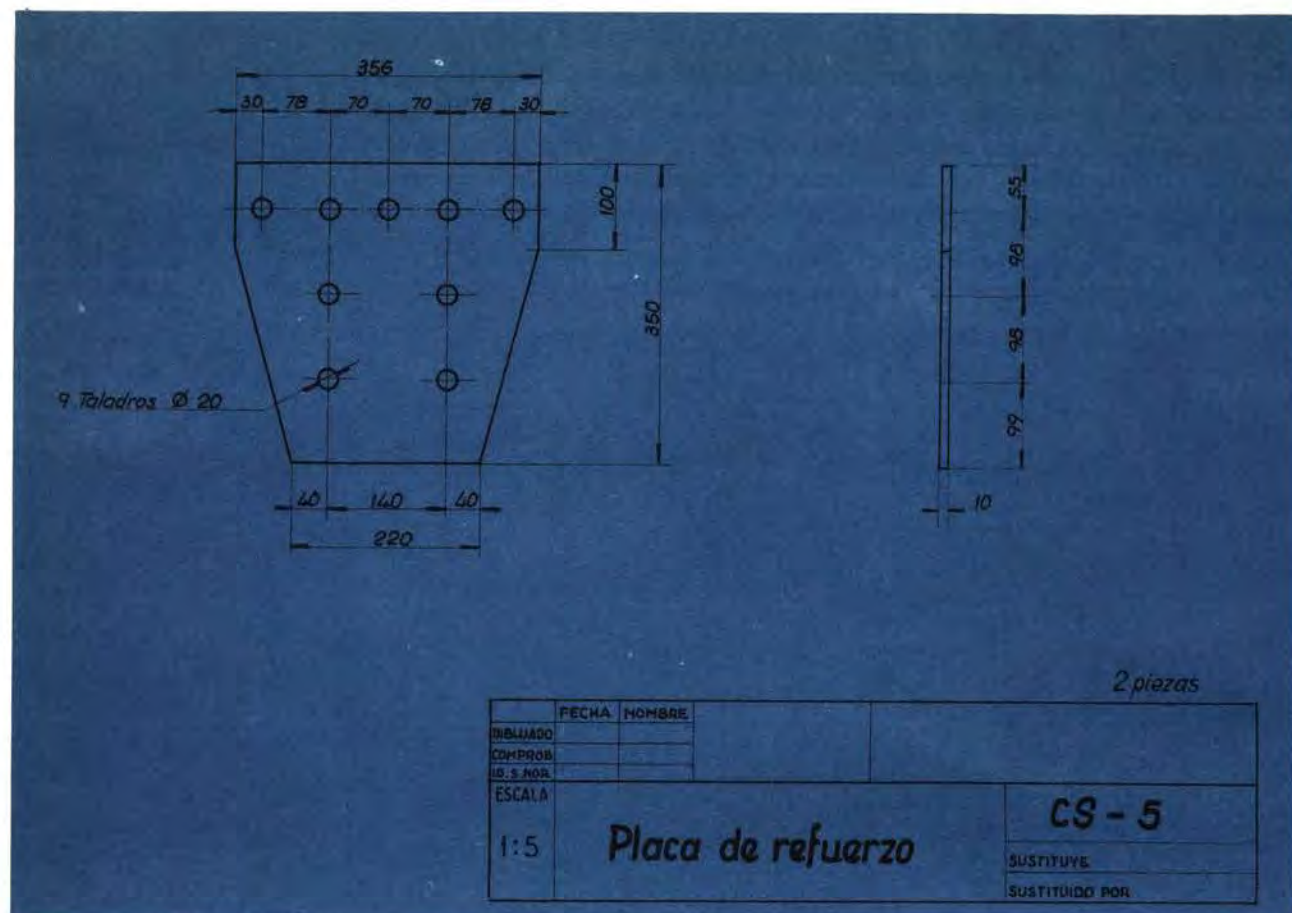 356
30 78 70 70 78 30
100
350
55
98
98
99
9 Taladros Ø 20
40 140 40
220
10
2 piezas
FECHA NOMBRE
DIBUJADO
COMPROB
ID. S. NOR.
ESCALA
1:5
Placa de refuerzo
CS - 5
SUSTITUYE
SUSTITUIDO POR